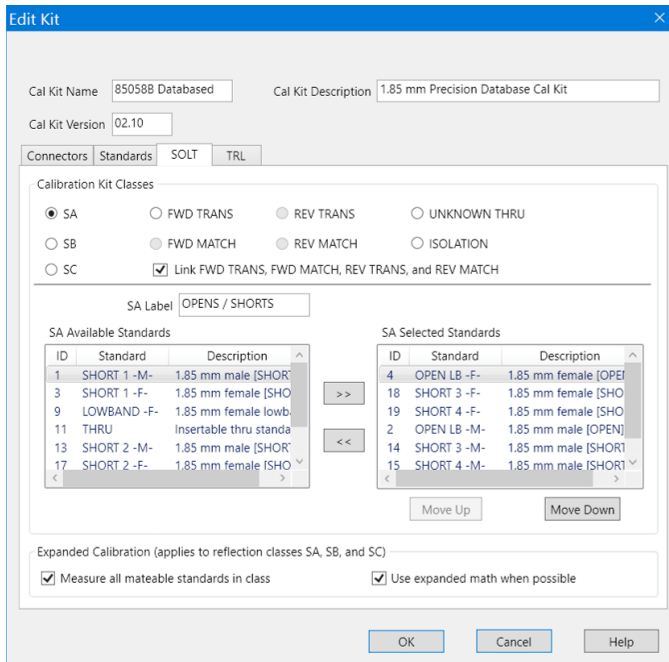 Edit Kit
Cal Kit Name 85058B Databased Cal Kit Description 1.85 mm Precision Database Cal Kit
Cal Kit Version 02.10
Connectors Standards SOLT TRL
Calibration Kit Classes
SA FWD TRANS REV TRANS UNKNOWN THRU
SB FWD MATCH REV MATCH ISOLATION
SC Link FWD TRANS, FWD MATCH, REV TRANS, and REV MATCH
SA Label OPENS / SHORTS
SA Available Standards
ID Standard Description
1 SHORT 1 -M- 1.85 mm male [SHORT
3 SHORT 1 -F- 1.85 mm female [SHO
9 LOWBAND -F- 1.85 mm female lowb
11 THRU Insertable thru standa
13 SHORT 2 -M- 1.85 mm male [SHORT
17 SHORT 2 -F- 1.85 mm female [SHO
>>
<<
SA Selected Standards
ID Standard Description
4 OPEN LB -F- 1.85 mm female [OPEN
18 SHORT 3 -F- 1.85 mm female [SHO
19 SHORT 4 -F- 1.85 mm female [SHO
2 OPEN LB -M- 1.85 mm male [OPEN]
14 SHORT 3 -M- 1.85 mm male [SHORT
15 SHORT 4 -M- 1.85 mm male [SHORT
Move Up Move Down
Expanded Calibration (applies to reflection classes SA, SB, and SC)
Measure all mateable standards in class Use expanded math when possible
OK Cancel Help